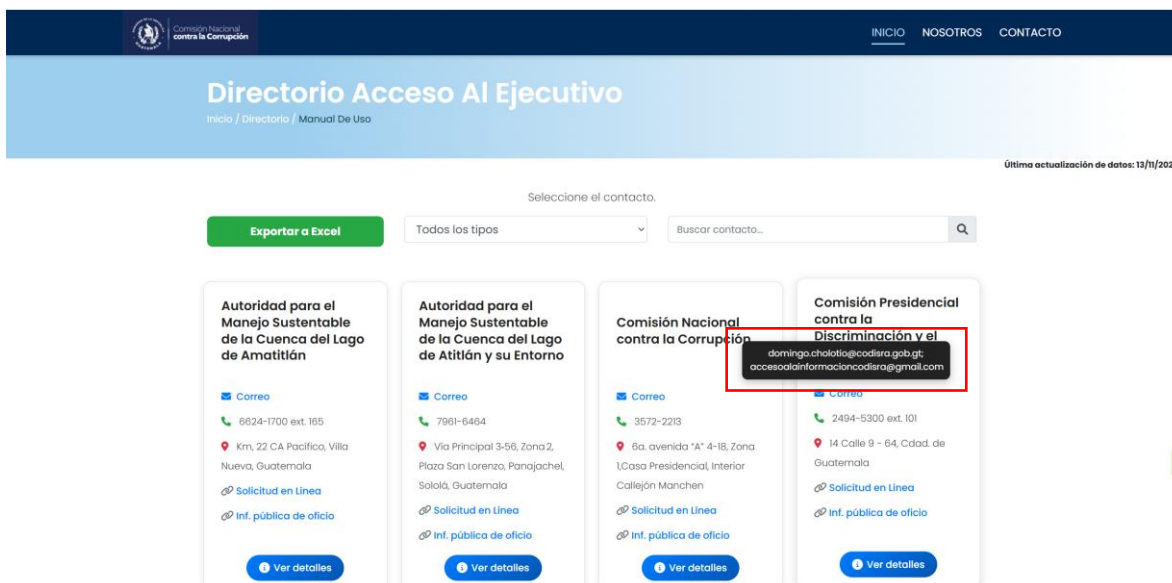 Comisión Nacional
contra la Corrupción
INICIO NOSOTROS CONTACTO
Directorio Acceso Al Ejecutivo
Inicio / Directorio / Manual De Uso
Última actualización de datos: 13/11/202
Seleccione el contacto.
Exportar a Excel
Todos los tipos
Buscar contacto...
Autoridad para el
Manejo Sustentable
de la Cuenca del Lago
de Amatitlán
Correo
6624-1700 ext. 165
Km, 22 CA Pacifico, Villa
Nueva, Guatemala
Solicitud en Linea
Inf. pública de oficio
Ver detalles
Autoridad para el
Manejo Sustentable
de la Cuenca del Lago
de Atitlán y su Entorno
Correo
7961-6464
Vía Principal 3-56, Zona 2,
Plaza San Lorenzo, Panajachel,
Sololá, Guatemala
Solicitud en Linea
Inf. pública de oficio
Ver detalles
Comisión Nacional
contra la Corrupción
Correo
3572-2213
6a. avenida “A” 4-18, Zona
1,Casa Presidencial, Interior
Callejón Manchen
Solicitud en Linea
Inf. pública de oficio
Ver detalles
Comisión Presidencial
contra la
Discriminación y el
domingo.cholotio@codisra.gob.gt;
accesoalainformacioncodisra@gmail.com
Correo
2494-5300 ext. 101
14 Calle 9 - 64, Cdad. de
Guatemala
Solicitud en Linea
Inf. pública de oficio
Ver detalles